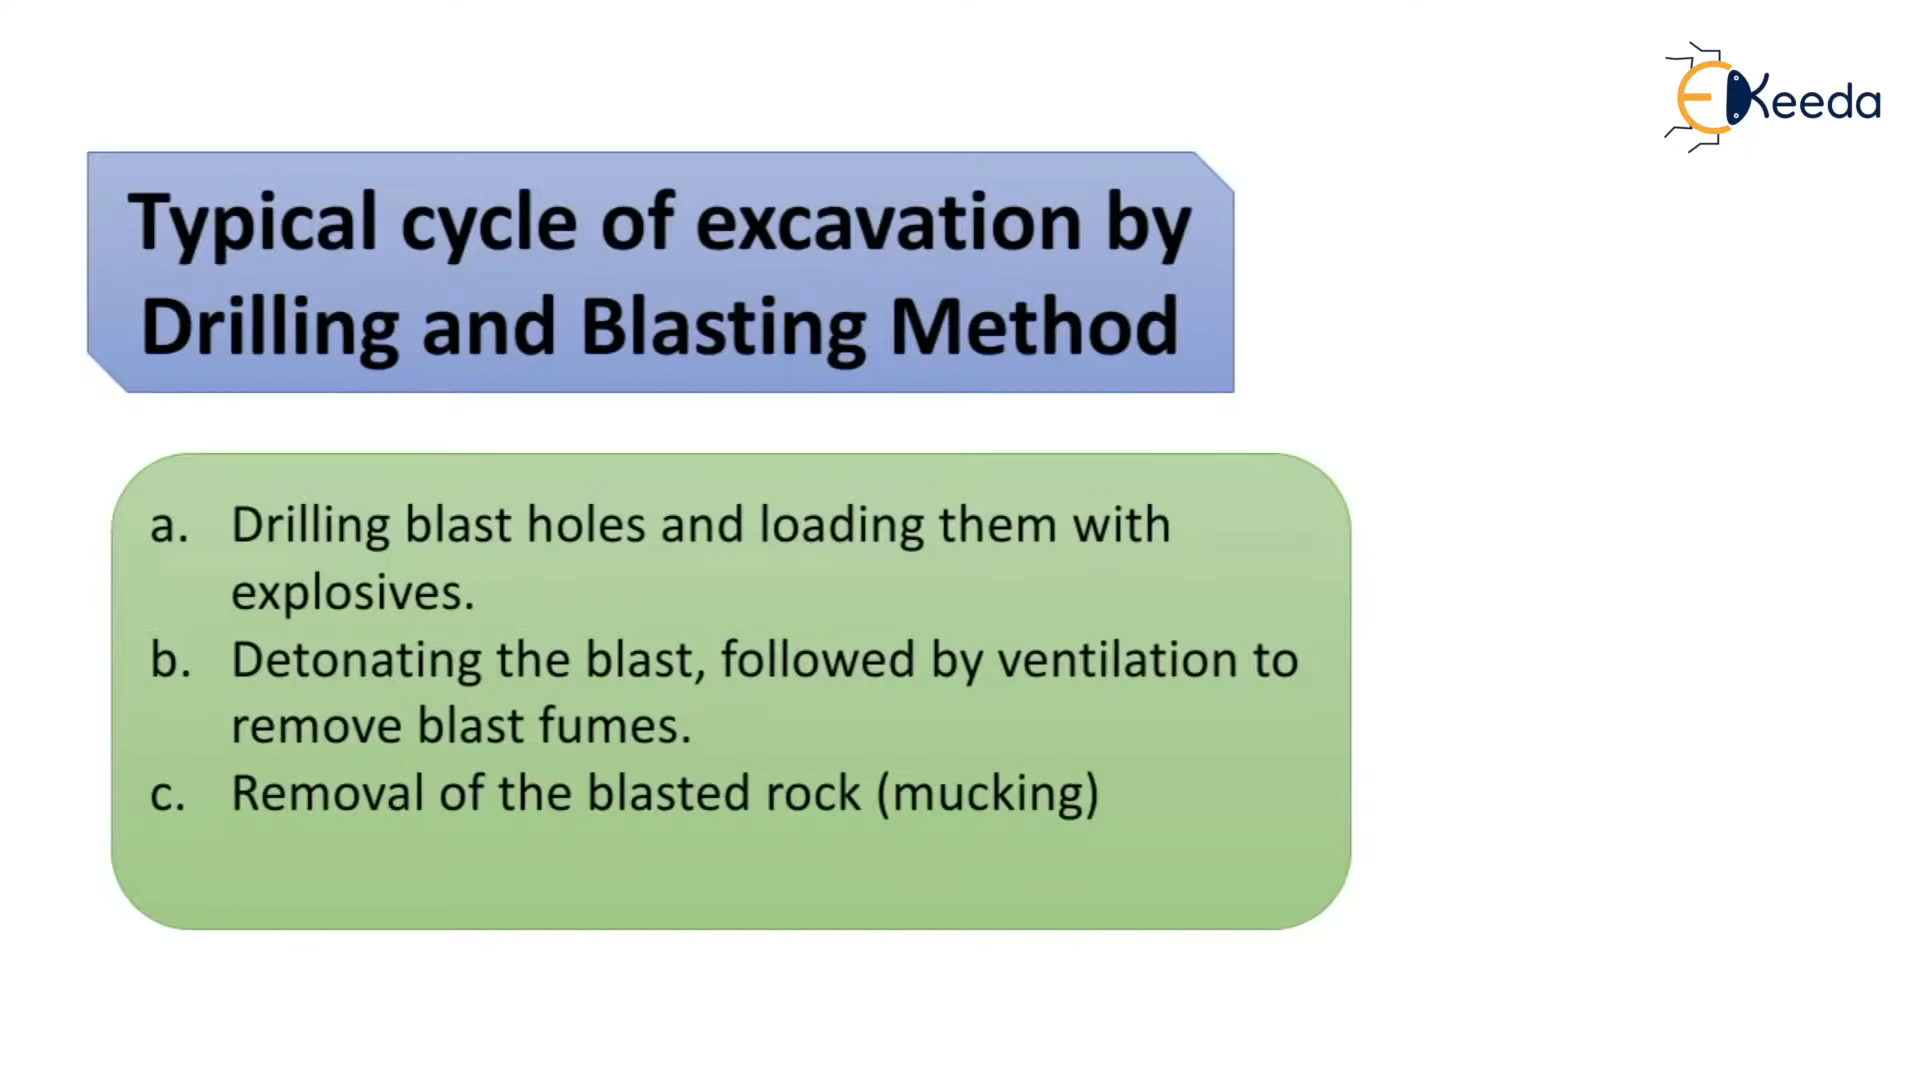 EKeeda
Typical cycle of excavation by
Drilling and Blasting Method
a. Drilling blast holes and loading them with
explosives.
b. Detonating the blast, followed by ventilation to
remove blast fumes.
c. Removal of the blasted rock (mucking)